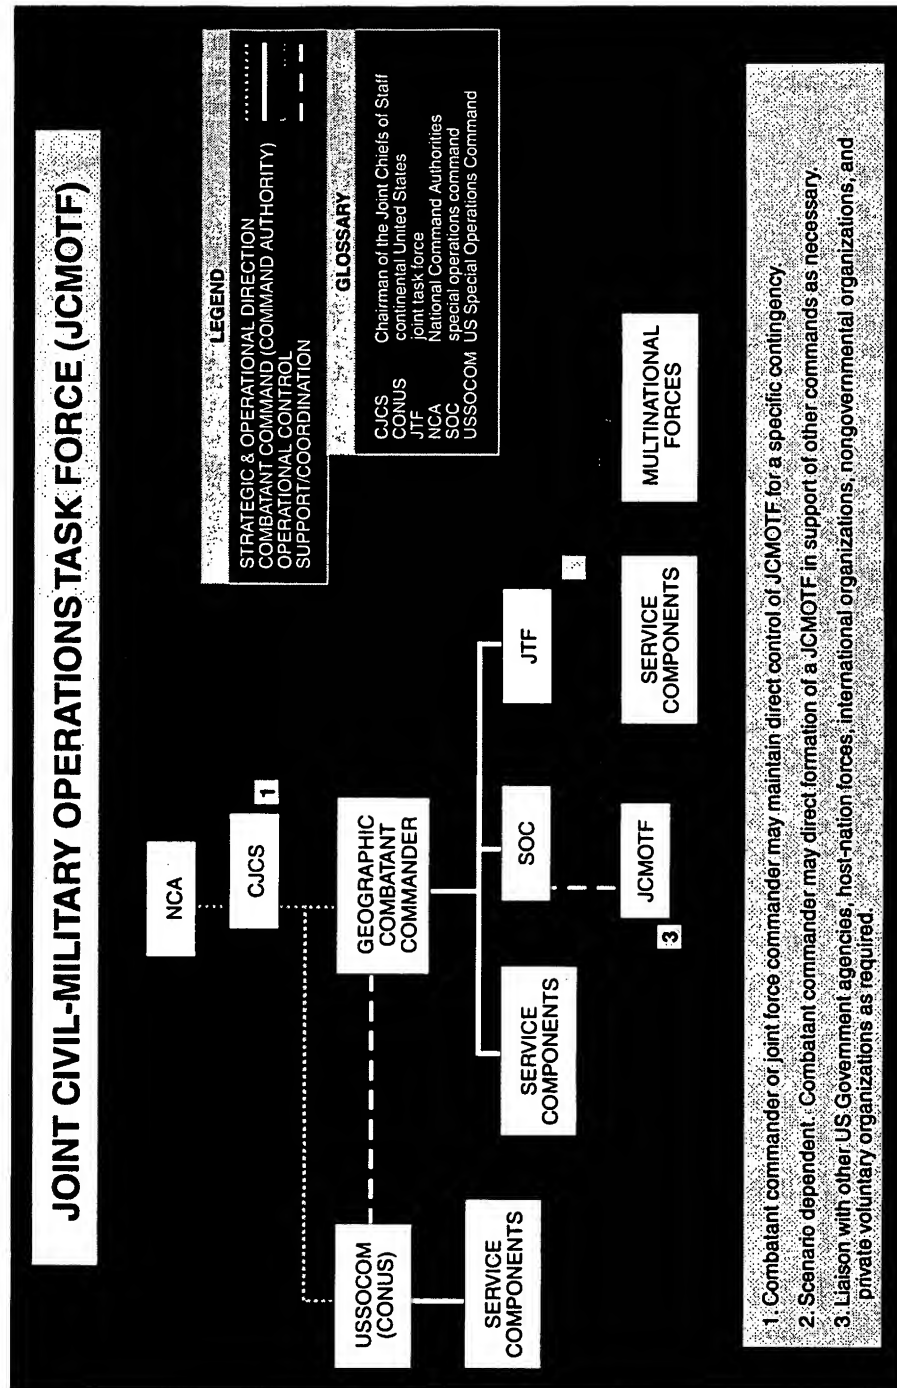 JOINT CIVIL-MILITARY OPERATIONS TASK FORCE (JCMOTF)
LEGEND
STRATEGIC & OPERATIONAL DIRECTION
COMBATANT COMMAND (COMMAND AUTHORITY)
OPERATIONAL CONTROL
SUPPORT/COORDINATION
GLOSSARY
CJCS Chairman of the Joint Chiefs of Staff
CONUS continental United States
JTF joint task force
NCA National Command Authorities
SOC special operations command
USSOCOM US Special Operations Command
NCA
CJCS
1
USSOCOM
(CONUS)
GEOGRAPHIC
COMBATANT
COMMANDER
SERVICE
COMPONENTS
SERVICE
COMPONENTS
SOC
JTF
3
JCMOTF
SERVICE
COMPONENTS
MULTINATIONAL
FORCES
1. Combatant commander or joint force commander may maintain direct control of JCMOTF for a specific contingency.
2. Scenario dependent. Combatant commander may direct formation of a JCMOTF in support of other commands as necessary.
3. Liaison with other US Government agencies, host-nation forces, international organizations, nongovernmental organizations, and
private voluntary organizations as required.